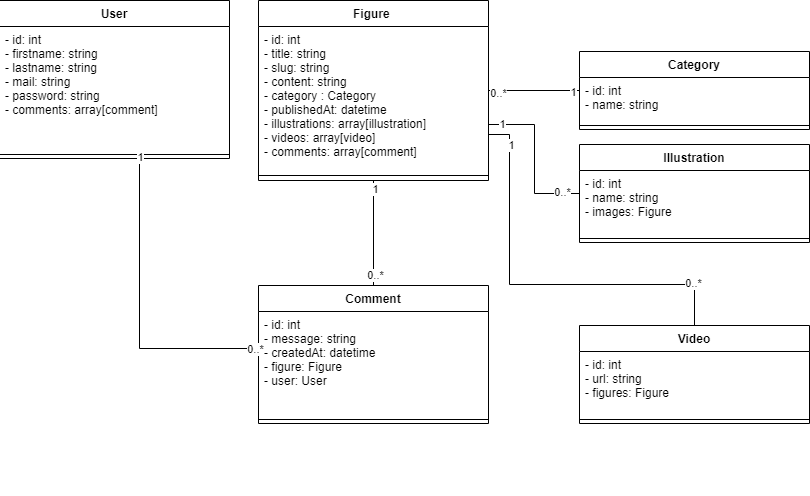 User
- id: int
- firstname: string
- lastname: string
- mail: string
- password: string
- comments: array[comment]
1
Figure
- id: int
- title: string
- slug: string
- content: string
- category : Category
- publishedAt: datetime
- illustrations: array[illustration]
- videos: array[video]
- comments: array[comment]
0..*
1
1
1
1
Category
- id: int
- name: string
Illustration
- id: int
- name: string
- images: Figure
0..*
0..*
0..*
Comment
- id: int
- message: string
- createdAt: datetime
- figure: Figure
- user: User
0..*
Video
- id: int
- url: string
- figures: Figure